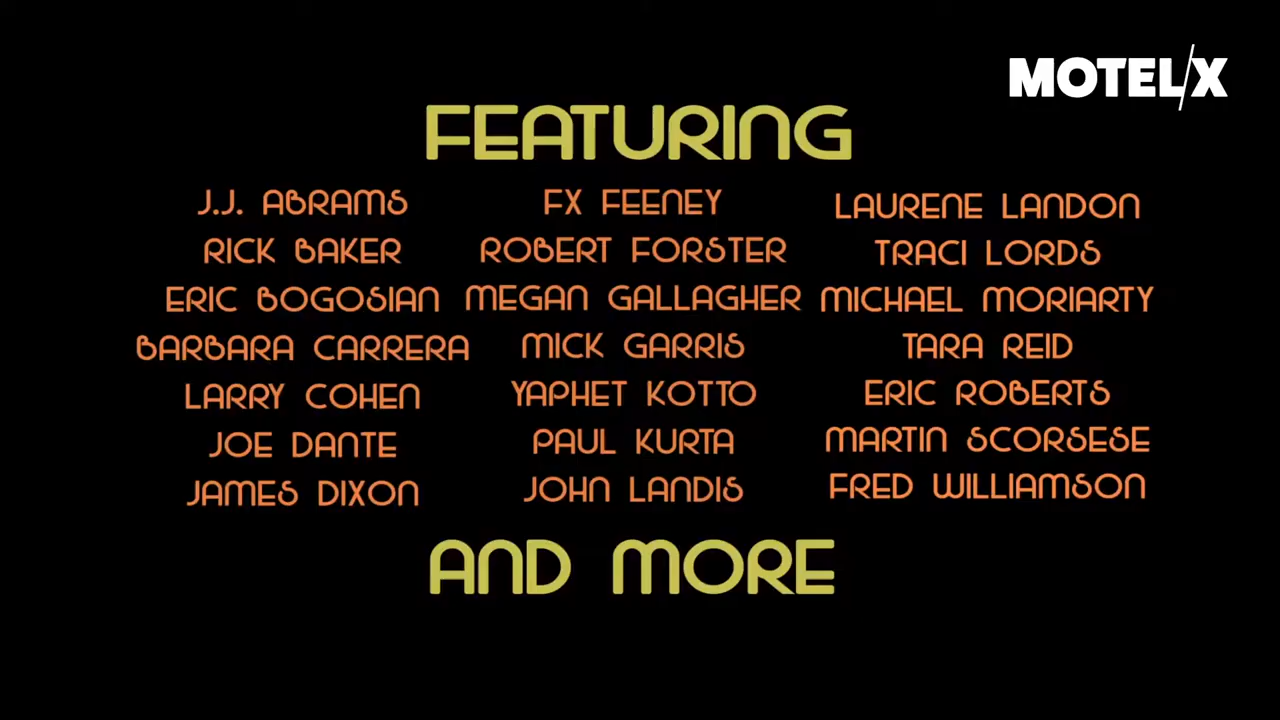 MOTEL/X
FEATURING
J.J. ABRAMS
RICK BAKER
ERIC BOGOSIAN
BARBARA CARRERA
LARRY COHEN
JOE DANTE
JAMES DIXON
FX FEENEY
ROBERT FORSTER
MEGAN GALLAGHER
MICK GARRIS
YAPHET KOTTO
PAUL KURTA
JOHN LANDIS
LAURENE LANDON
TRACI LORDS
MICHAEL MORIARTY
TARA REID
ERIC ROBERTS
MARTIN SCORSESE
FRED WILLIAMSON
AND MORE